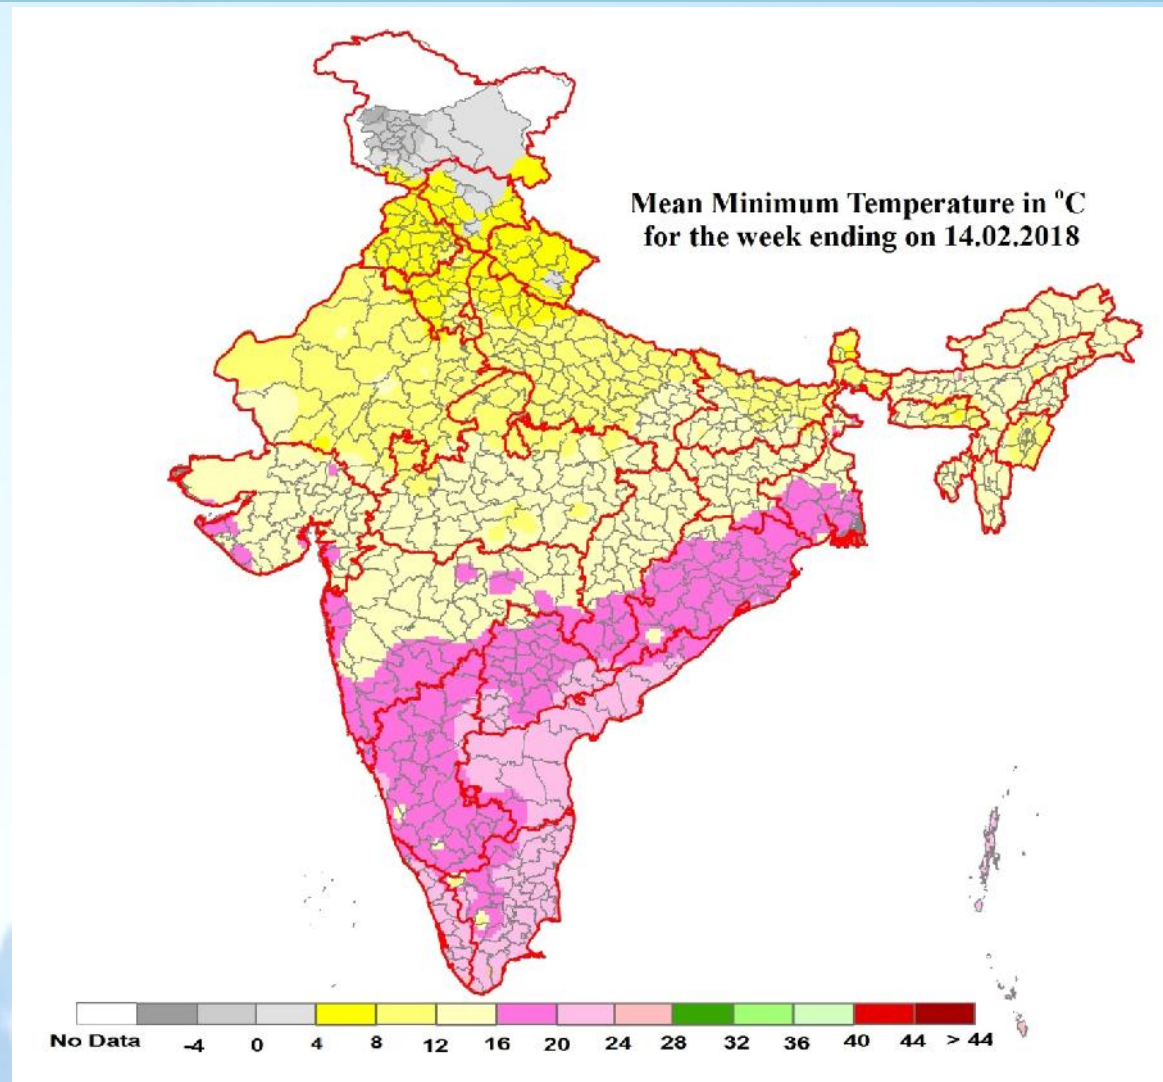 Mean Minimum Temperature in °C
for the week ending on 14.02.2018
No Data -4 0 4 8 12 16 20 24 28 32 36 40 44 > 44